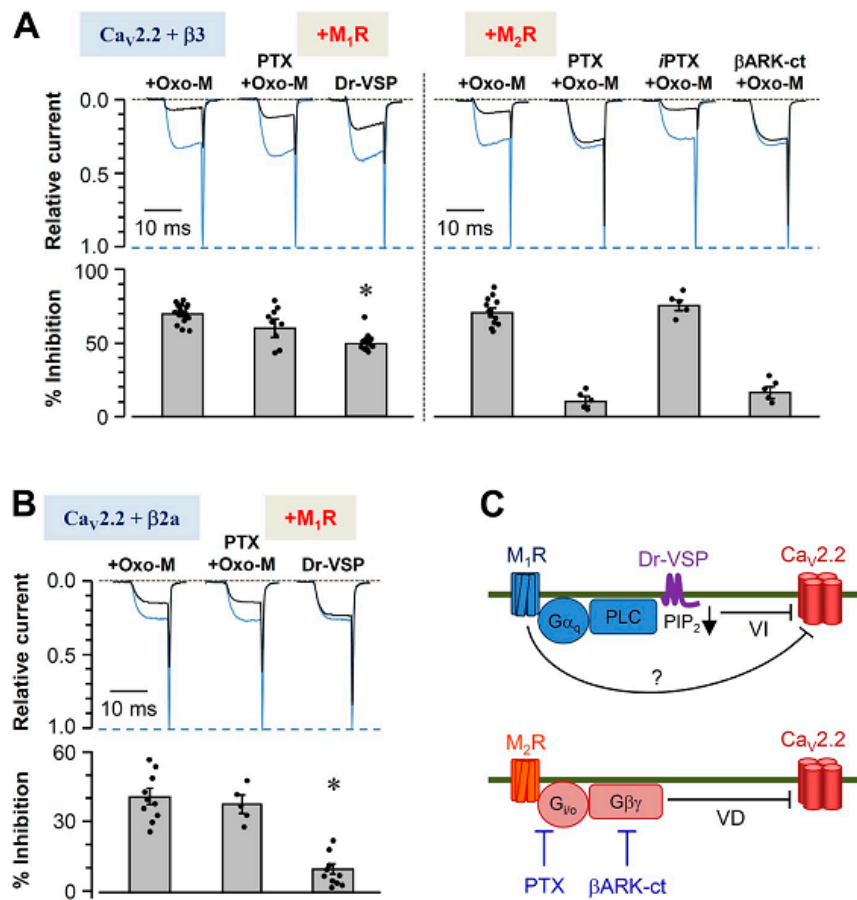 A
CaV2.2 + β3
+M1R
+M2R
PTX
PTX
iPTX
βARK-ct
+Oxo-M
+Oxo-M
Dr-VSP
+Oxo-M
+Oxo-M
+Oxo-M
+Oxo-M
Relative current
0.0
0.5
1.0
10 ms
10 ms
% Inhibition
100
50
0
*
B
CaV2.2 + β2a
+M1R
PTX
+Oxo-M
+Oxo-M
Dr-VSP
Relative current
0.0
0.5
1.0
10 ms
% Inhibition
60
30
0
*
C
M1R
Dr-VSP
CaV2.2
Gαq
PLC
PIP2
VI
?
M2R
CaV2.2
Gi/o
Gβγ
VD
PTX
βARK-ct